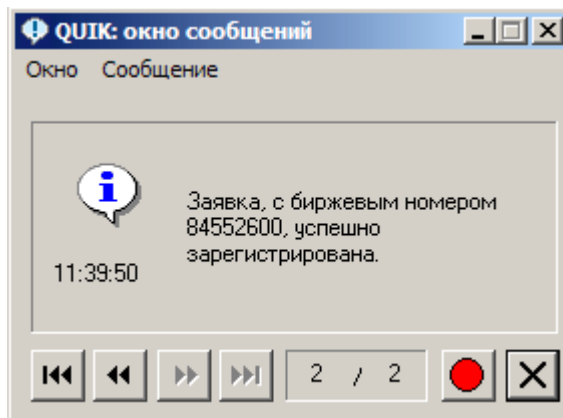 QUIK: окно сообщений
Окно Сообщение
Заявка, с биржевым номером
84552600, успешно
зарегистрирована.
11:39:50
2 / 2